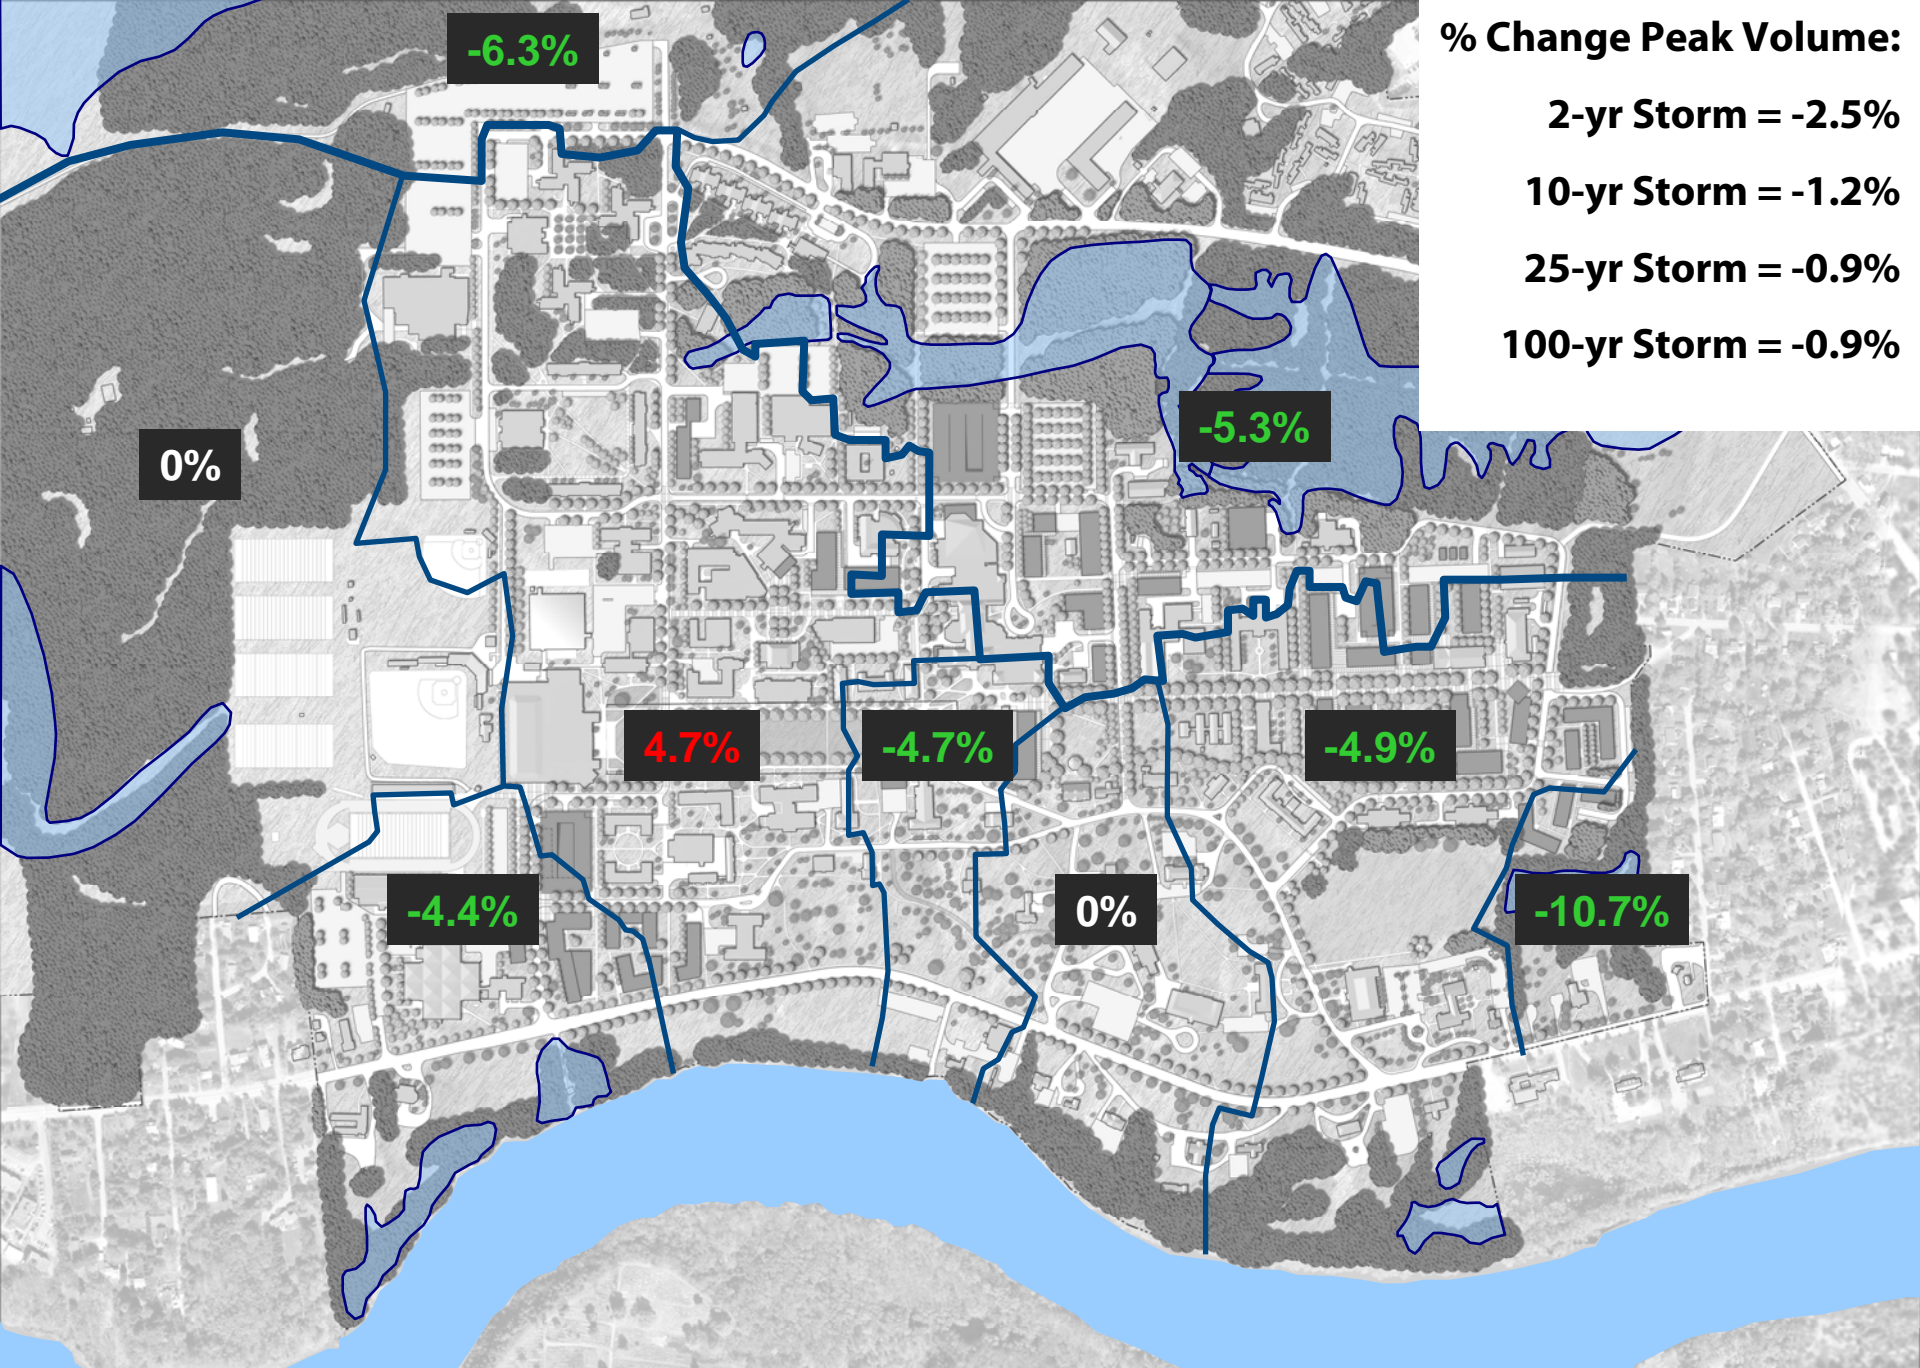 -6.3%
% Change Peak Volume:
2-yr Storm = -2.5%
10-yr Storm = -1.2%
25-yr Storm = -0.9%
100-yr Storm = -0.9%
-5.3%
0%
4.7%
-4.7%
-4.9%
-4.4%
0%
-10.7%